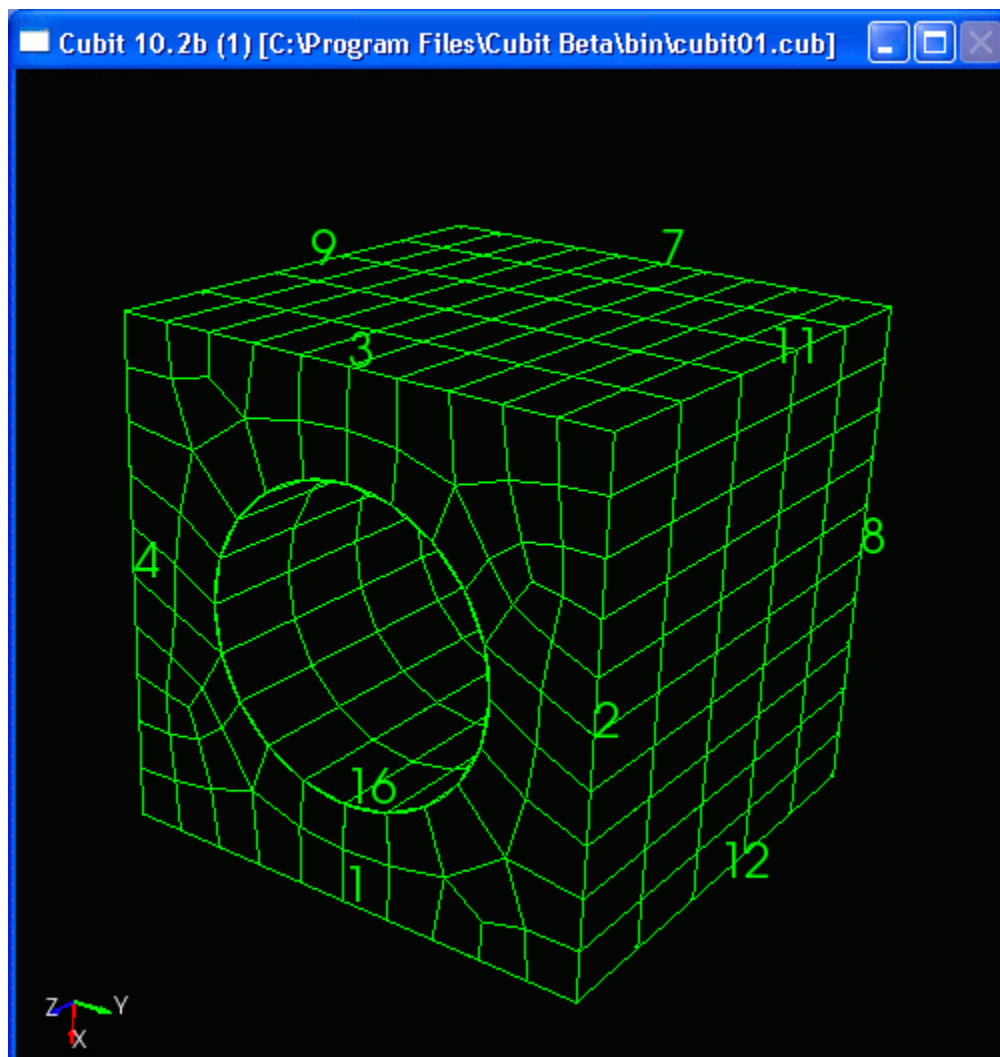 Cubit 10.2b (1) [C:\Program Files\Cubit Beta\bin\cubit01.cub]
9
7
3
11
4
8
2
16
12
1
Z
Y
X